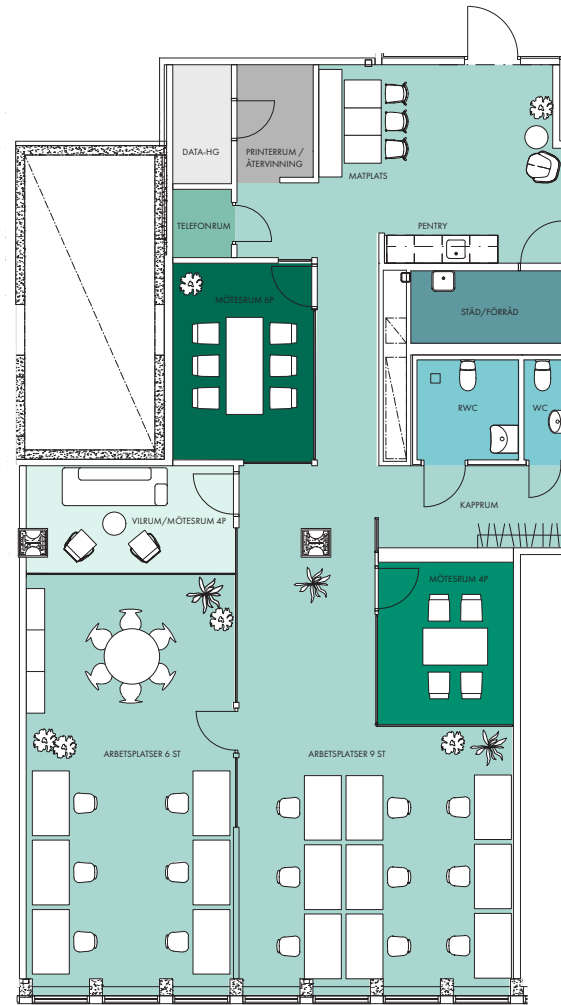 DATA-HG
PRINTERRUM /
ÅTERVINNING
MATPLATS
TELEFONRUM
PENTRY
MÖTESRUM 6P
STÄD/FÖRRÅD
RWC
WC
KAPPRUM
VILRUM/MÖTESRUM 4P
MÖTESRUM 4P
ARBETSPLATSER 6 ST
ARBETSPLATSER 9 ST